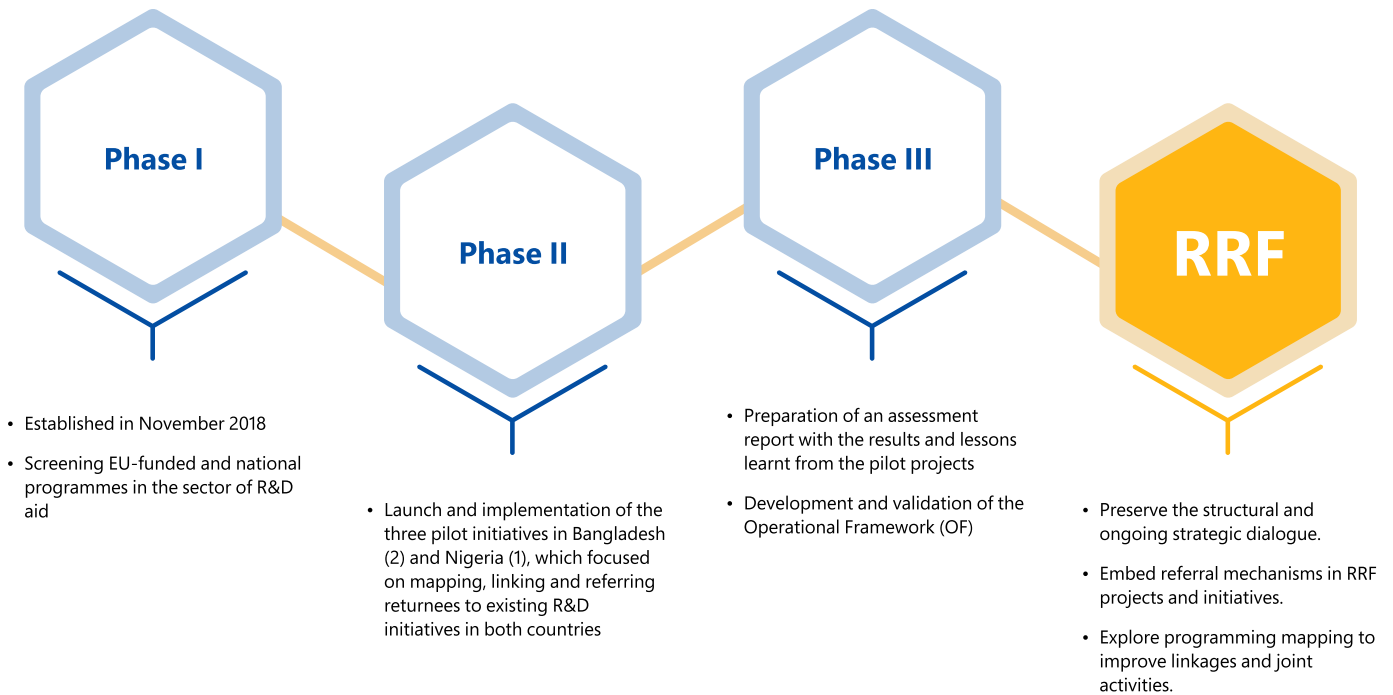 Phase I
• Established in November 2018
• Screening EU-funded and national
programmes in the sector of R&D
aid
Phase II
• Launch and implementation of the
three pilot initiatives in Bangladesh
(2) and Nigeria (1), which focused
on mapping, linking and referring
returnees to existing R&D
initiatives in both countries
Phase III
• Preparation of an assessment
report with the results and lessons
learnt from the pilot projects
• Development and validation of the
Operational Framework (OF)
RRF
• Preserve the structural and
ongoing strategic dialogue.
• Embed referral mechanisms in RRF
projects and initiatives.
• Explore programming mapping to
improve linkages and joint
activities.